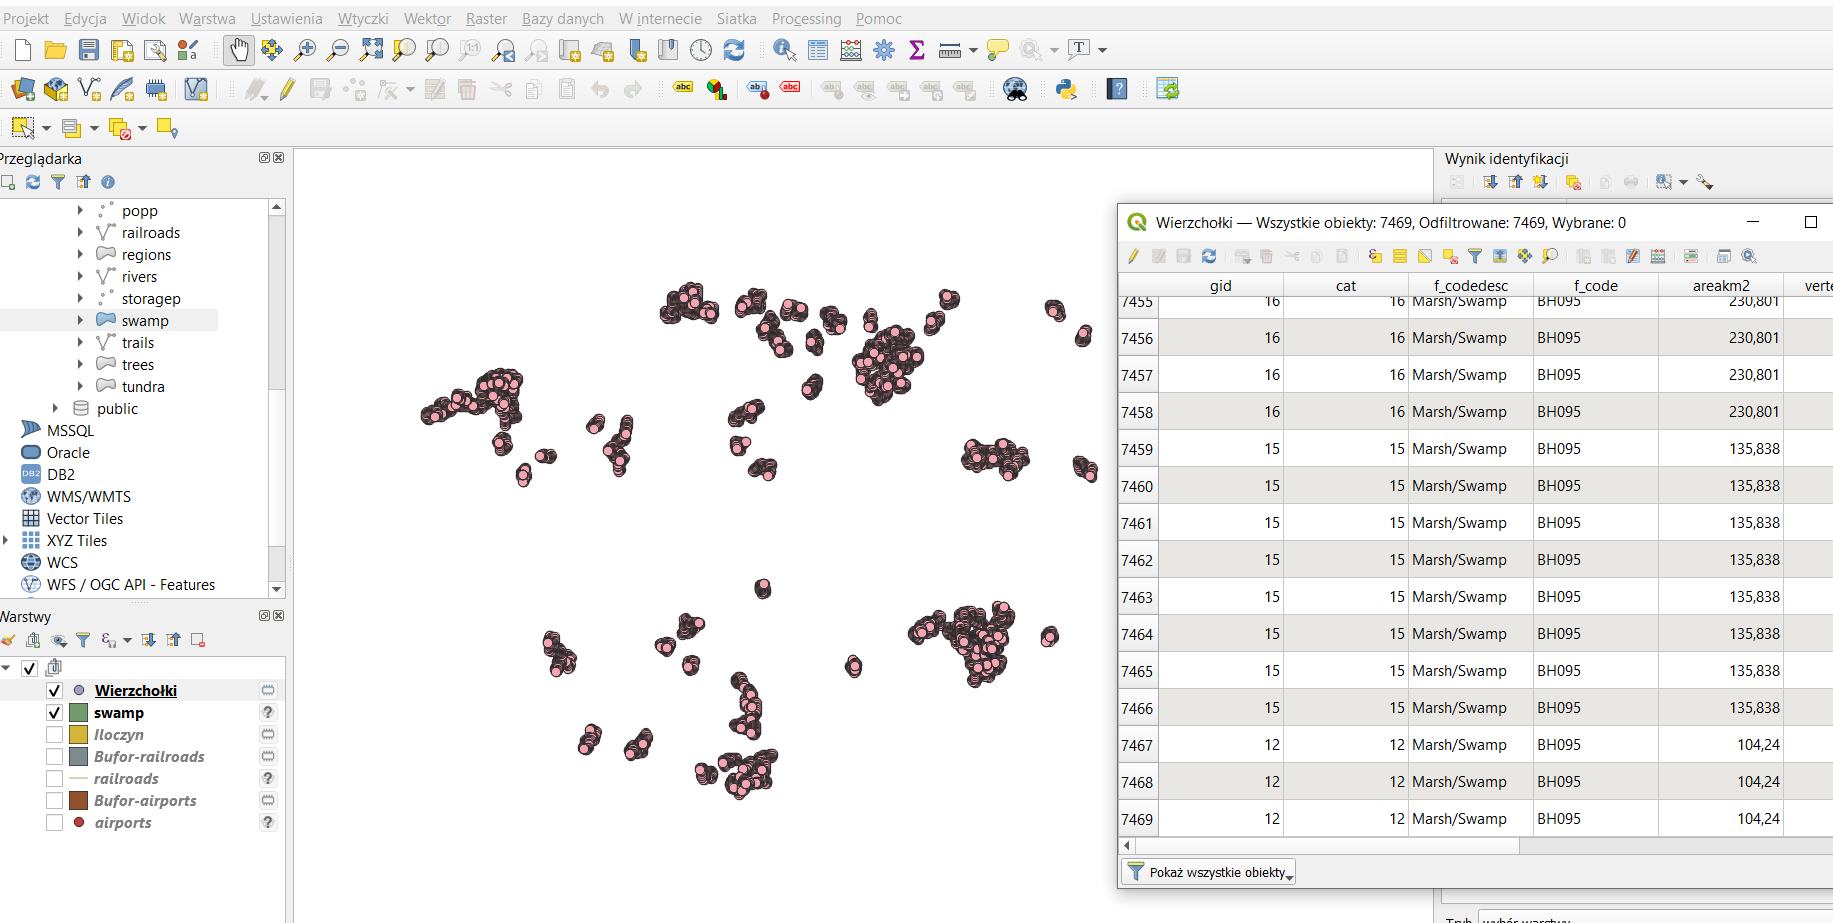 Projekt Edycja Widok Warstwa Ustawienia Wtyczki Wektor Raster Bazy danych W internecie Siatka Processing Pomoc
Przeglądarka
popp
railroads
regions
rivers
storagep
swamp
trails
trees
tundra
public
MSSQL
Oracle
DB2
WMS/WMTS
Vector Tiles
XYZ Tiles
WCS
WFS / OGC API - Features
Warstwy
Wierzchołki
swamp
Iloczyn
Bufor-railroads
railroads
Bufor-airports
airports
Wynik identyfikacji
Wierzchołki — Wszystkie obiekty: 7469, Odfiltrowane: 7469, Wybrane: 0
gid cat f_codedesc f_code areakm2 verte
7455 16 16 Marsh/Swamp BH095 230,801
7456 16 16 Marsh/Swamp BH095 230,801
7457 16 16 Marsh/Swamp BH095 230,801
7458 16 16 Marsh/Swamp BH095 230,801
7459 15 15 Marsh/Swamp BH095 135,838
7460 15 15 Marsh/Swamp BH095 135,838
7461 15 15 Marsh/Swamp BH095 135,838
7462 15 15 Marsh/Swamp BH095 135,838
7463 15 15 Marsh/Swamp BH095 135,838
7464 15 15 Marsh/Swamp BH095 135,838
7465 15 15 Marsh/Swamp BH095 135,838
7466 15 15 Marsh/Swamp BH095 135,838
7467 12 12 Marsh/Swamp BH095 104,24
7468 12 12 Marsh/Swamp BH095 104,24
7469 12 12 Marsh/Swamp BH095 104,24
Pokaż wszystkie obiekty
Tryb wybór warstwy